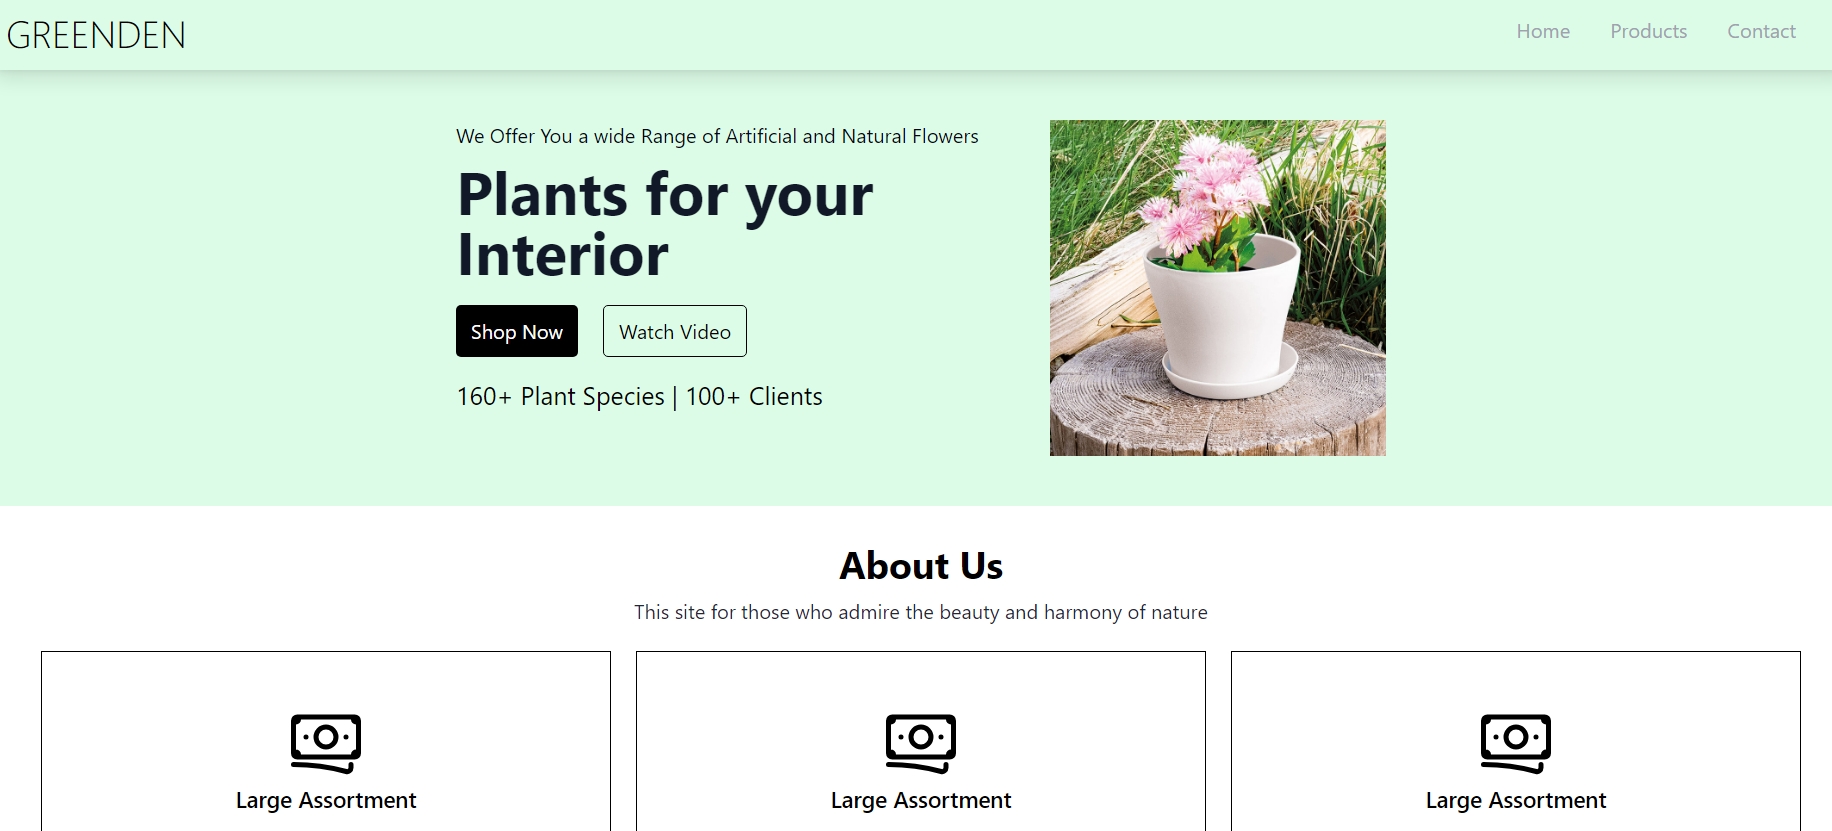 GREENDEN
Home Products Contact
We Offer You a wide Range of Artificial and Natural Flowers
Plants for your
Interior
Shop Now Watch Video
160+ Plant Species | 100+ Clients
About Us
This site for those who admire the beauty and harmony of nature
Large Assortment
Large Assortment
Large Assortment